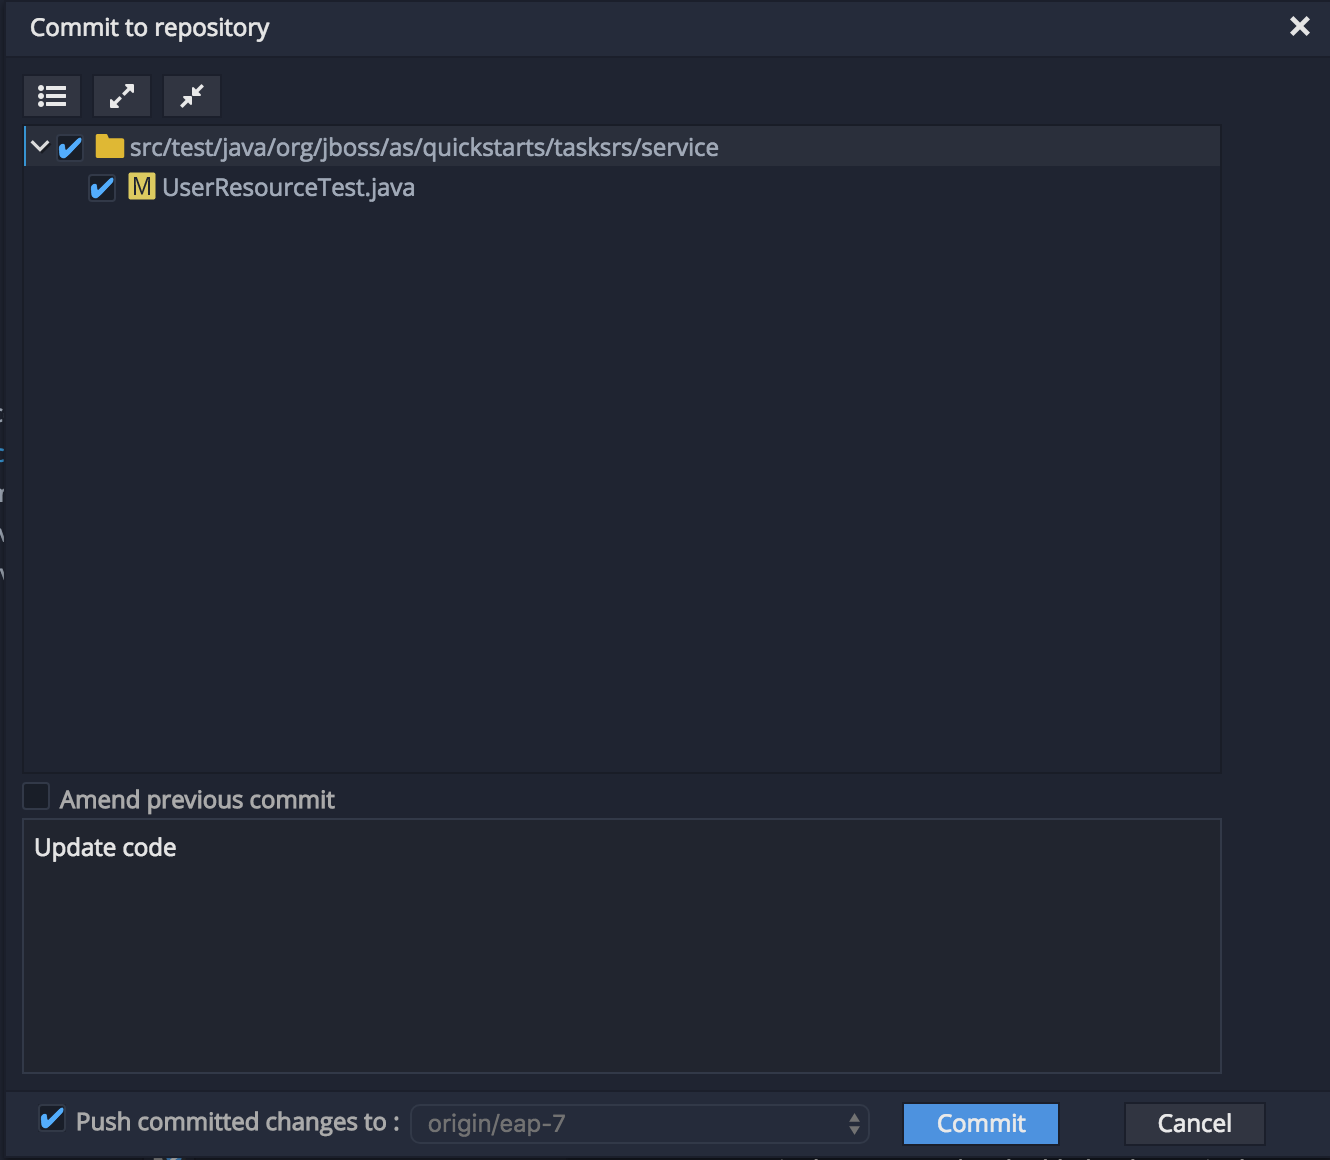 Commit to repository
src/test/java/org/jboss/as/quickstarts/tasksrs/service
M UserResourceTest.java
Amend previous commit
Update code
Push committed changes to :
origin/eap-7
Commit
Cancel